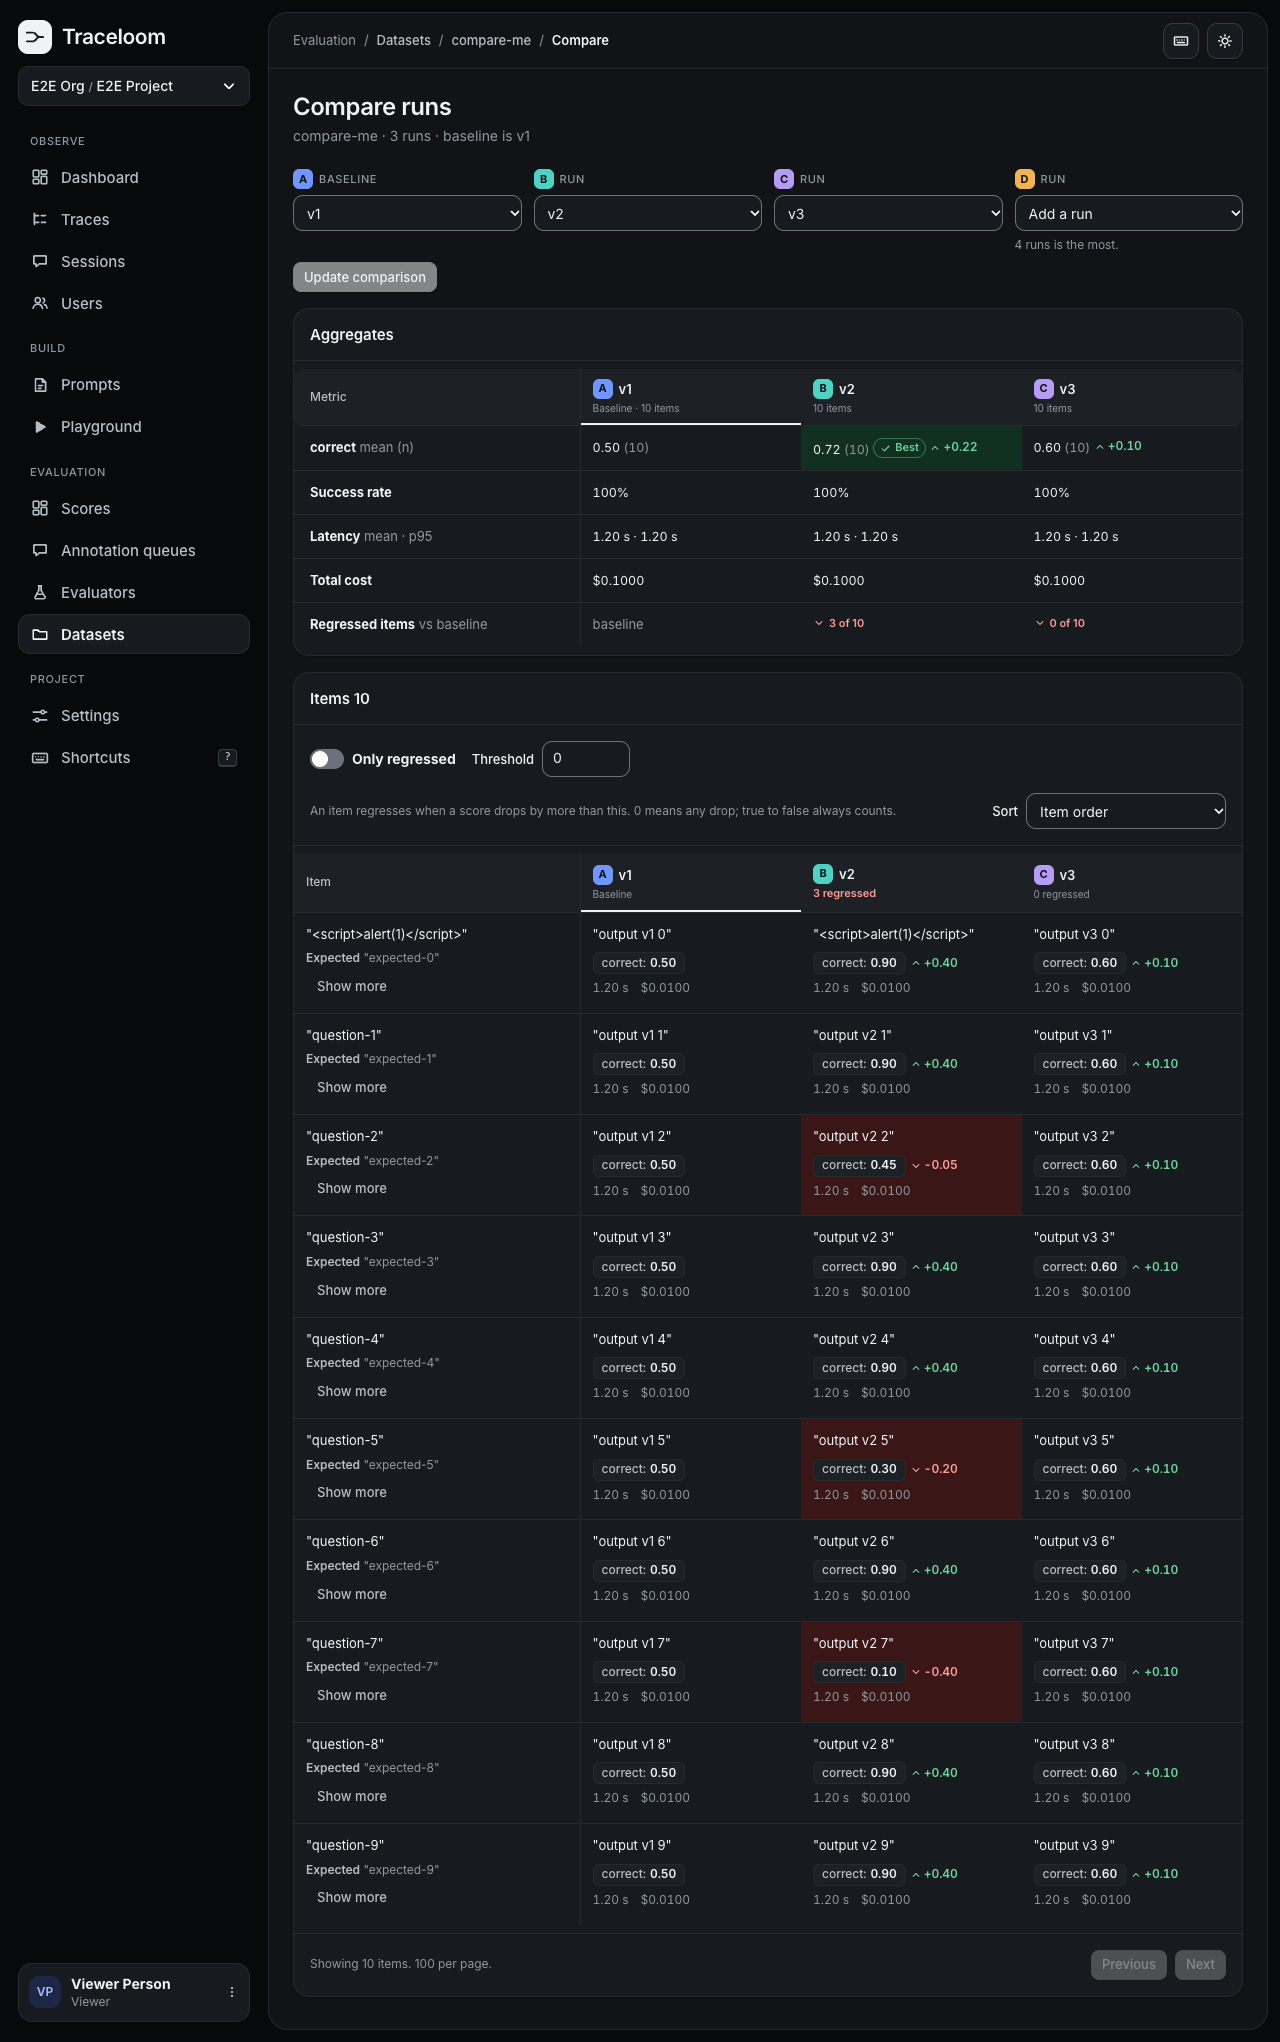 Traceloom
E2E Org / E2E Project
OBSERVE
Dashboard
Traces
Sessions
Users
BUILD
Prompts
Playground
EVALUATION
Scores
Annotation queues
Evaluators
Datasets
PROJECT
Settings
Shortcuts ?
VP Viewer Person
Viewer
Evaluation / Datasets / compare-me / Compare
Compare runs
compare-me · 3 runs · baseline is v1
A BASELINE B RUN C RUN D RUN
v1 v2 v3 Add a run
4 runs is the most.
Update comparison
Aggregates
Metric A v1 B v2 C v3
Baseline · 10 items 10 items 10 items
correct mean (n) 0.50 (10) 0.72 (10) Best +0.22 0.60 (10) +0.10
Success rate 100% 100% 100%
Latency mean · p95 1.20 s · 1.20 s 1.20 s · 1.20 s 1.20 s · 1.20 s
Total cost $0.1000 $0.1000 $0.1000
Regressed items vs baseline baseline 3 of 10 0 of 10
Items 10
Only regressed Threshold 0
An item regresses when a score drops by more than this. 0 means any drop; true to false always counts. Sort Item order
Item A v1 B v2 C v3
Baseline 3 regressed 0 regressed
"<script>alert(1)</script>" "output v1 0" "<script>alert(1)</script>" "output v3 0"
Expected "expected-0" correct: 0.50 correct: 0.90 +0.40 correct: 0.60 +0.10
Show more 1.20 s $0.0100 1.20 s $0.0100 1.20 s $0.0100
"question-1" "output v1 1" "output v2 1" "output v3 1"
Expected "expected-1" correct: 0.50 correct: 0.90 +0.40 correct: 0.60 +0.10
Show more 1.20 s $0.0100 1.20 s $0.0100 1.20 s $0.0100
"question-2" "output v1 2" "output v2 2" "output v3 2"
Expected "expected-2" correct: 0.50 correct: 0.45 -0.05 correct: 0.60 +0.10
Show more 1.20 s $0.0100 1.20 s $0.0100 1.20 s $0.0100
"question-3" "output v1 3" "output v2 3" "output v3 3"
Expected "expected-3" correct: 0.50 correct: 0.90 +0.40 correct: 0.60 +0.10
Show more 1.20 s $0.0100 1.20 s $0.0100 1.20 s $0.0100
"question-4" "output v1 4" "output v2 4" "output v3 4"
Expected "expected-4" correct: 0.50 correct: 0.90 +0.40 correct: 0.60 +0.10
Show more 1.20 s $0.0100 1.20 s $0.0100 1.20 s $0.0100
"question-5" "output v1 5" "output v2 5" "output v3 5"
Expected "expected-5" correct: 0.50 correct: 0.30 -0.20 correct: 0.60 +0.10
Show more 1.20 s $0.0100 1.20 s $0.0100 1.20 s $0.0100
"question-6" "output v1 6" "output v2 6" "output v3 6"
Expected "expected-6" correct: 0.50 correct: 0.90 +0.40 correct: 0.60 +0.10
Show more 1.20 s $0.0100 1.20 s $0.0100 1.20 s $0.0100
"question-7" "output v1 7" "output v2 7" "output v3 7"
Expected "expected-7" correct: 0.50 correct: 0.10 -0.40 correct: 0.60 +0.10
Show more 1.20 s $0.0100 1.20 s $0.0100 1.20 s $0.0100
"question-8" "output v1 8" "output v2 8" "output v3 8"
Expected "expected-8" correct: 0.50 correct: 0.90 +0.40 correct: 0.60 +0.10
Show more 1.20 s $0.0100 1.20 s $0.0100 1.20 s $0.0100
"question-9" "output v1 9" "output v2 9" "output v3 9"
Expected "expected-9" correct: 0.50 correct: 0.90 +0.40 correct: 0.60 +0.10
Show more 1.20 s $0.0100 1.20 s $0.0100 1.20 s $0.0100
Showing 10 items. 100 per page. Previous Next